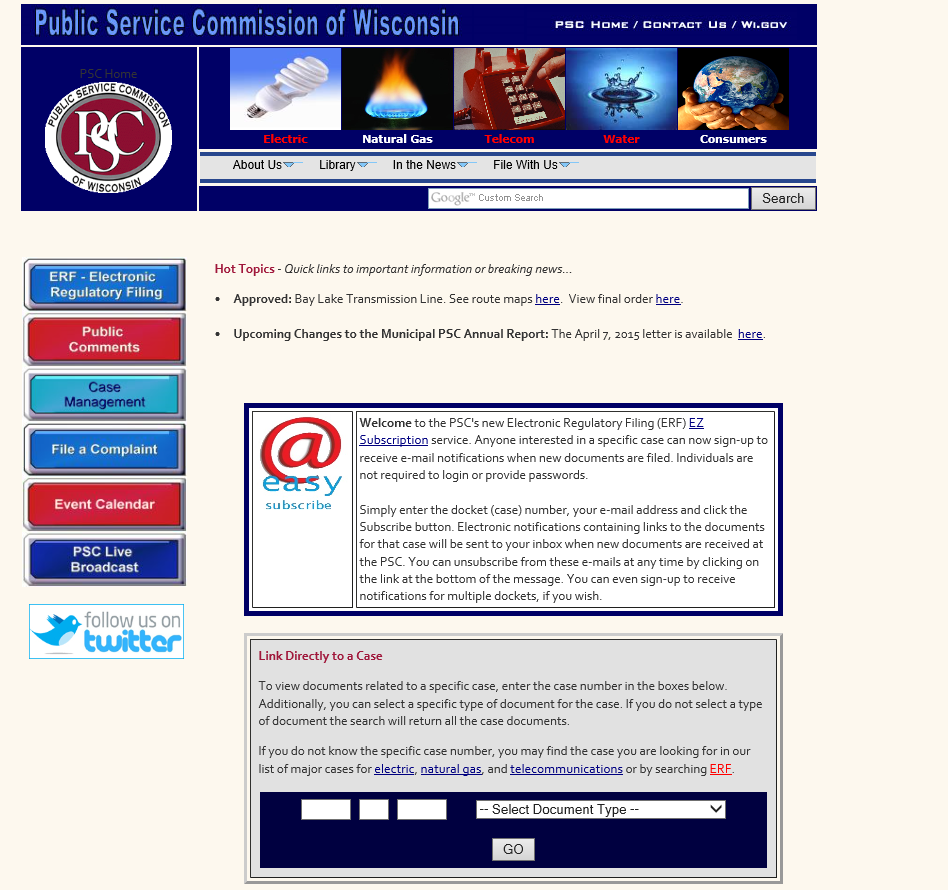 Public Service Commission of Wisconsin
PSC Home / Contact Us / Wi.gov
PSC Home
PUBLIC SERVICE COMMISSION
PSC
OF WISCONSIN
Electric
Natural Gas
Telecom
Water
Consumers
About Us
Library
In the News
File With Us
Google™ Custom Search
Search
ERF - Electronic
Regulatory Filing
Public
Comments
Case
Management
File a Complaint
Event Calendar
PSC Live
Broadcast
follow us on
twitter
Hot Topics - Quick links to important information or breaking news...
• Approved: Bay Lake Transmission Line. See route maps here. View final order here.
• Upcoming Changes to the Municipal PSC Annual Report: The April 7, 2015 letter is available here.
@
easy
subscribe
Welcome to the PSC's new Electronic Regulatory Filing (ERF) EZ
Subscription service. Anyone interested in a specific case can now sign-up to
receive e-mail notifications when new documents are filed. Individuals are
not required to login or provide passwords.
Simply enter the docket (case) number, your e-mail address and click the
Subscribe button. Electronic notifications containing links to the documents
for that case will be sent to your inbox when new documents are received at
the PSC. You can unsubscribe from these e-mails at any time by clicking on
the link at the bottom of the message. You can even sign-up to receive
notifications for multiple dockets, if you wish.
Link Directly to a Case
To view documents related to a specific case, enter the case number in the boxes below.
Additionally, you can select a specific type of document for the case. If you do not select a type
of document the search will return all the case documents.
If you do not know the specific case number, you may find the case you are looking for in our
list of major cases for electric, natural gas, and telecommunications or by searching ERF.
-- Select Document Type --
GO